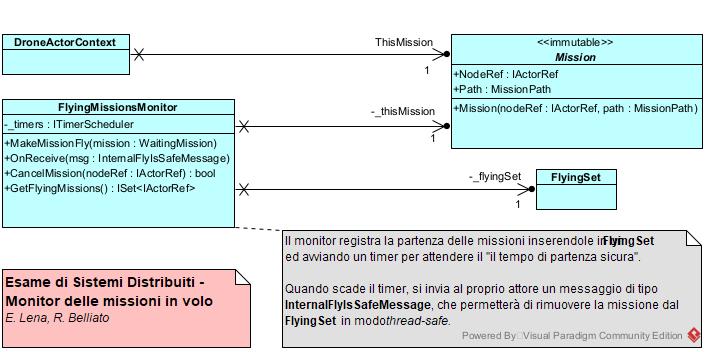 DroneActorContext
ThisMission
1
<<immutable>>
Mission
+NodeRef : IActorRef
+Path : MissionPath
+Mission(nodeRef : IActorRef, path : MissionPath)
FlyingMissionsMonitor
-_timers : ITimerScheduler
+MakeMissionFly(mission : WaitingMission)
+OnReceive(msg : InternalFlyIsSafeMessage)
+CancelMission(nodeRef : IActorRef) : bool
+GetFlyingMissions() : ISet<IActorRef>
-_thisMission
1
-_flyingSet
1
FlyingSet
Il monitor registra la partenza delle missioni inserendole in un FlyingSet
ed avviando un timer per attendere il "il tempo di partenza sicura".
Quando scade il timer, si invia al proprio attore un messaggio di tipo
InternalFlyIsSafeMessage, che permetterà di rimuovere la missione dal
FlyingSet in modo thread-safe.
Esame di Sistemi Distribuiti -
Monitor delle missioni in volo
E. Lena, R. Belliato
Powered By Visual Paradigm Community Edition